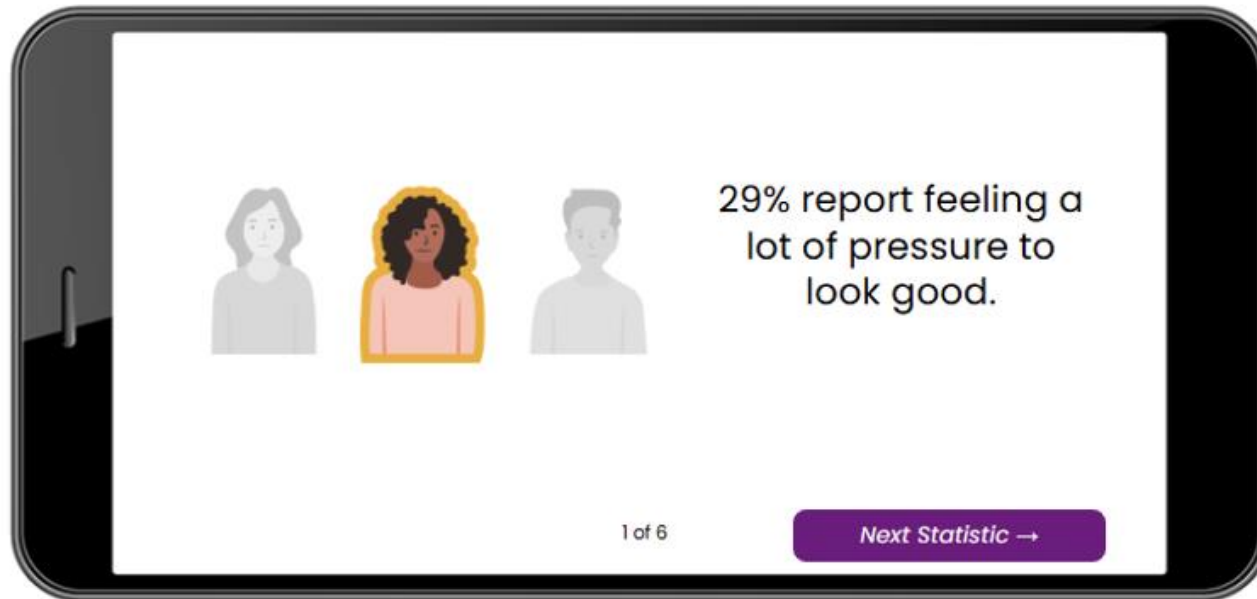 29% report feeling a
lot of pressure to
look good.
1 of 6
Next Statistic →